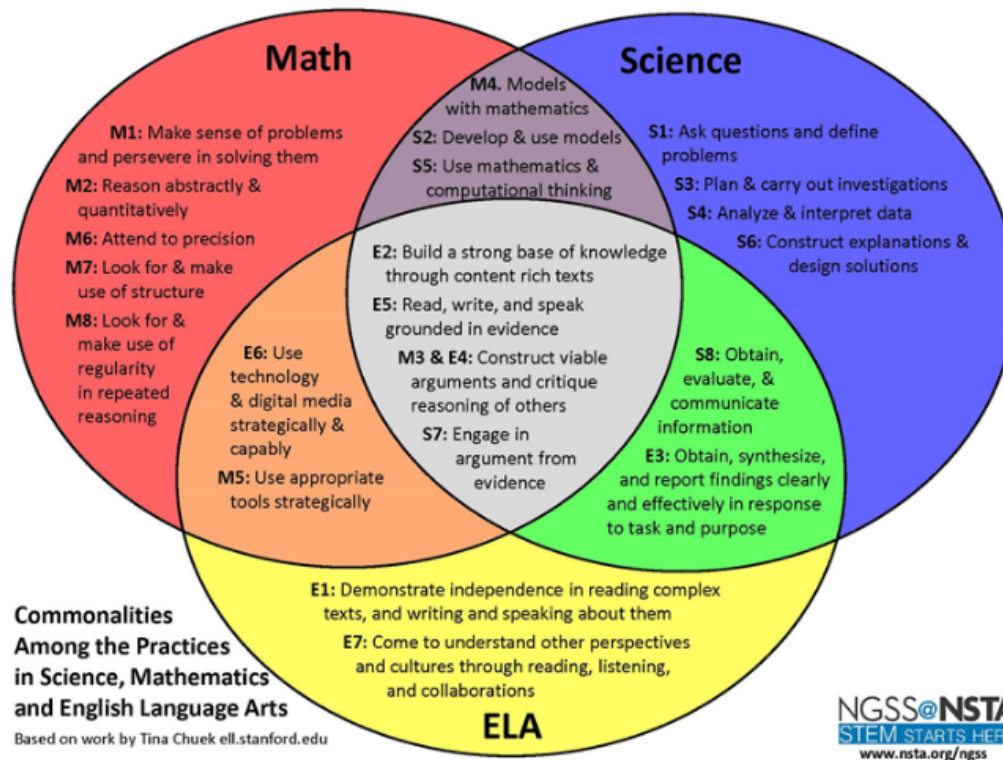 Math
Science
M4. Models
with mathematics
S2: Develop & use models
S5: Use mathematics &
computational thinking
M1: Make sense of problems
and persevere in solving them
M2: Reason abstractly &
quantitatively
M6: Attend to precision
M7: Look for & make
use of structure
M8: Look for &
make use of
regularity
in repeated
reasoning
S1: Ask questions and define
problems
S3: Plan & carry out investigations
S4: Analyze & interpret data
S6: Construct explanations &
design solutions
E2: Build a strong base of knowledge
through content rich texts
E5: Read, write, and speak
grounded in evidence
M3 & E4: Construct viable
arguments and critique
reasoning of others
S7: Engage in
argument from
evidence
E6: Use
technology
& digital media
strategically &
capably
M5: Use appropriate
tools strategically
S8: Obtain,
evaluate, &
communicate
information
E3: Obtain, synthesize,
and report findings clearly
and effectively in response
to task and purpose
E1: Demonstrate independence in reading complex
texts, and writing and speaking about them
E7: Come to understand other perspectives
and cultures through reading, listening,
and collaborations
ELA
Commonalities
Among the Practices
in Science, Mathematics
and English Language Arts
Based on work by Tina Chuek ell.stanford.edu
NGSS@NSTA
STEM STARTS HERE
www.nsta.org/ngss